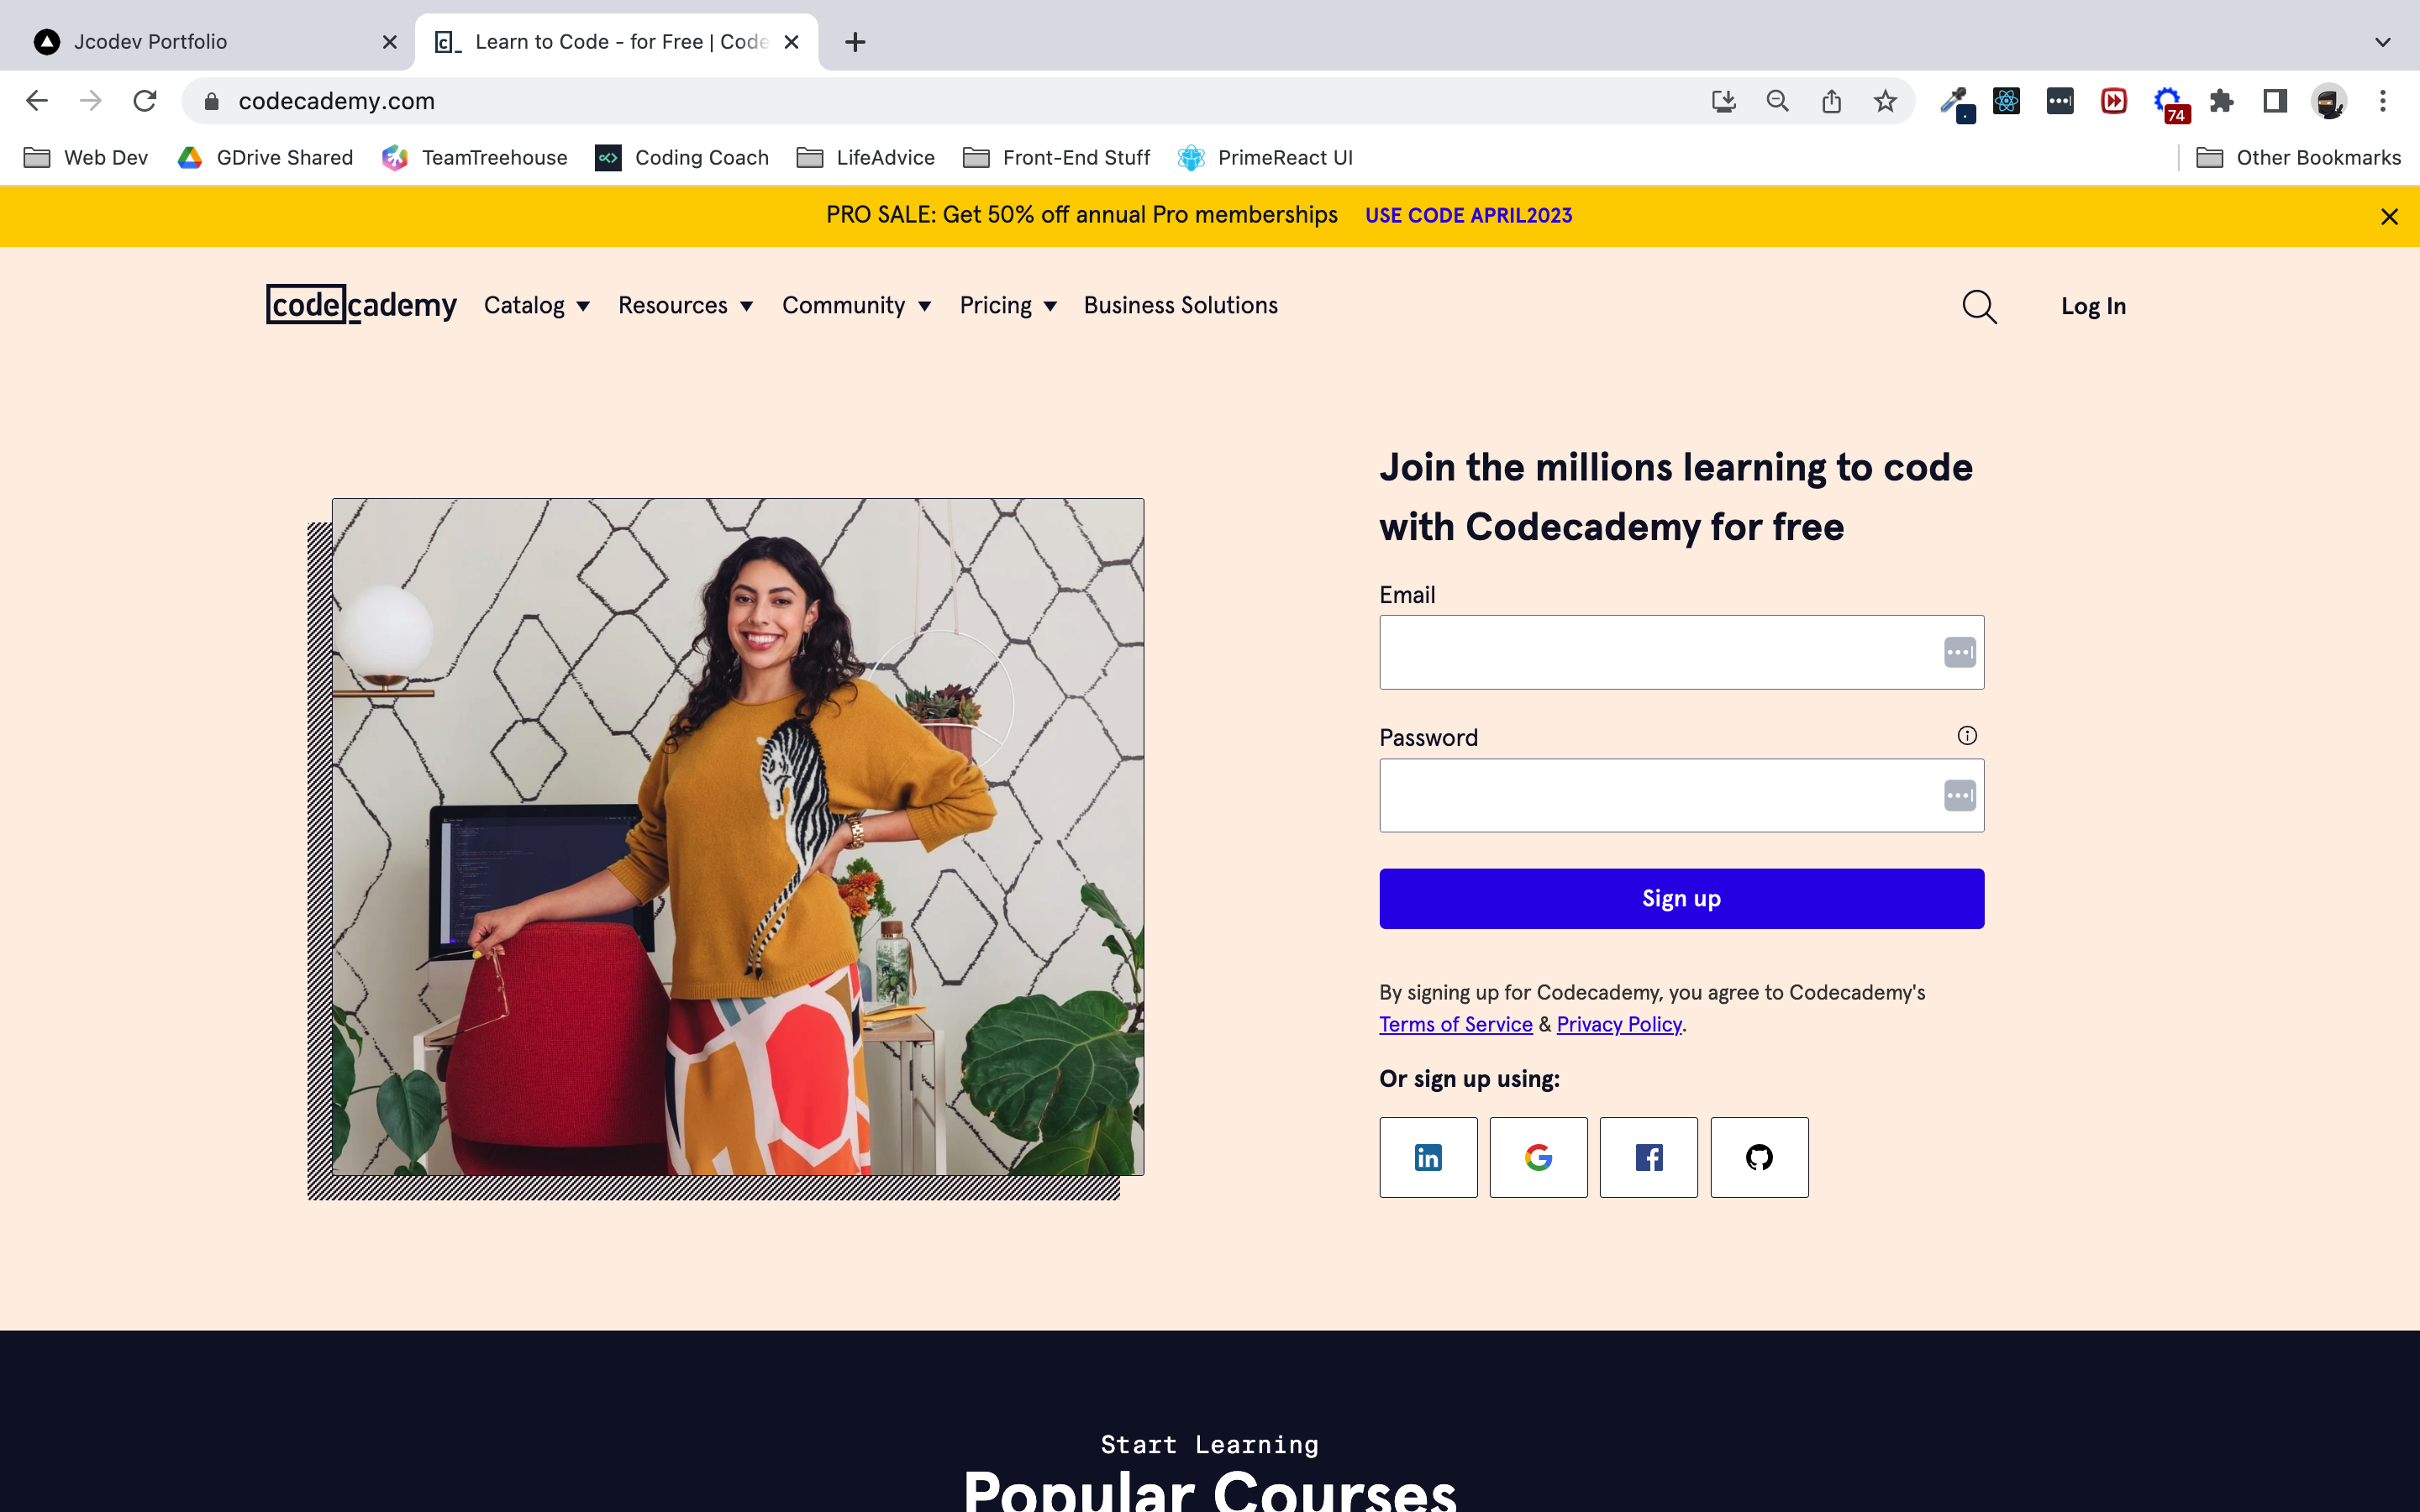 Jcodev Portfolio
Learn to Code - for Free | Code
codecademy.com
74
Web Dev
GDrive Shared
TeamTreehouse
Coding Coach
LifeAdvice
Front-End Stuff
PrimeReact UI
Other Bookmarks
PRO SALE: Get 50% off annual Pro memberships USE CODE APRIL2023
codecademy
Catalog
Resources
Community
Pricing
Business Solutions
Log In
Join the millions learning to code
with Codecademy for free
Email
Password
Sign up
By signing up for Codecademy, you agree to Codecademy's
Terms of Service & Privacy Policy.
Or sign up using:
in
G
f
Start Learning
Popular Courses